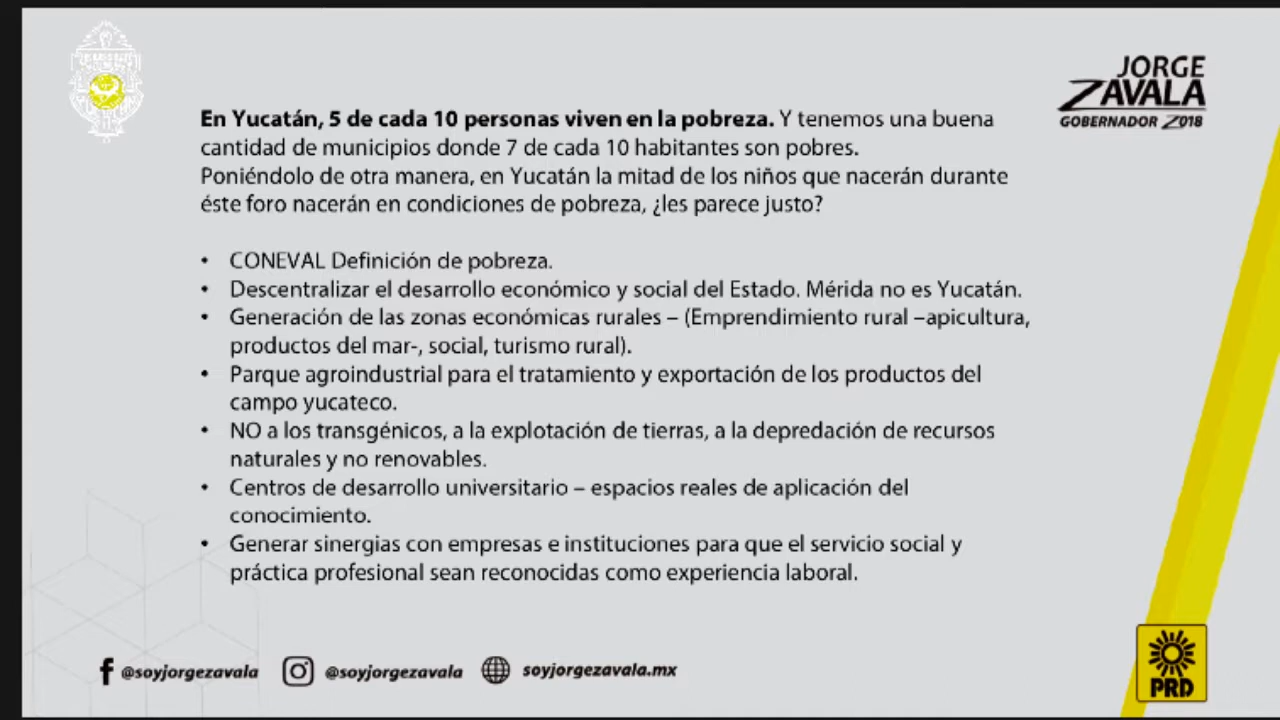 JORGE
ZAVALA
GOBERNADOR 2018
En Yucatán, 5 de cada 10 personas viven en la pobreza. Y tenemos una buena
cantidad de municipios donde 7 de cada 10 habitantes son pobres.
Poniéndolo de otra manera, en Yucatán la mitad de los niños que nacerán durante
éste foro nacerán en condiciones de pobreza, ¿les parece justo?
• CONEVAL Definición de pobreza.
• Descentralizar el desarrollo económico y social del Estado. Mérida no es Yucatán.
• Generación de las zonas económicas rurales – (Emprendimiento rural –apicultura,
productos del mar-, social, turismo rural).
• Parque agroindustrial para el tratamiento y exportación de los productos del
campo yucateco.
• NO a los transgénicos, a la explotación de tierras, a la depredación de recursos
naturales y no renovables.
• Centros de desarrollo universitario – espacios reales de aplicación del
conocimiento.
• Generar sinergias con empresas e instituciones para que el servicio social y
práctica profesional sean reconocidas como experiencia laboral.
@soyjorgezavala @soyjorgezavala soyjorgezavala.mx
PRD